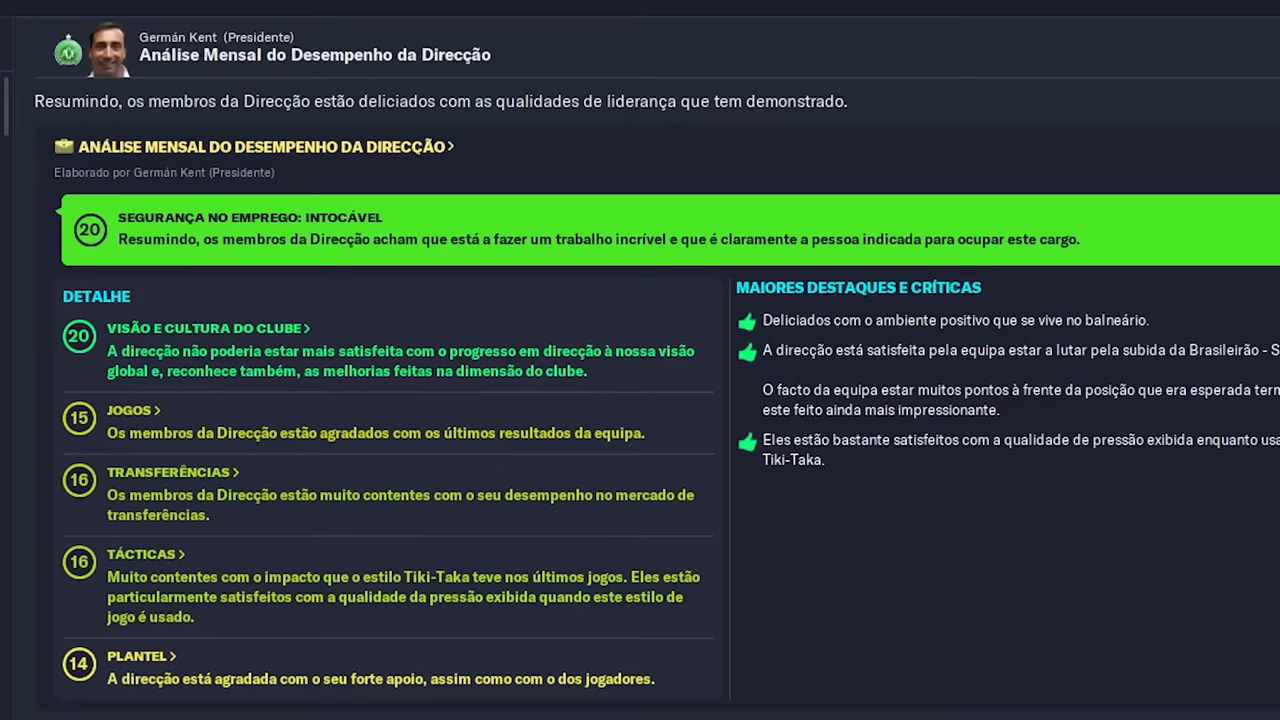 Germán Kent (Presidente)
Análise Mensal do Desempenho da Direcção
Resumindo, os membros da Direcção estão deliciados com as qualidades de liderança que tem demonstrado.
ANÁLISE MENSAL DO DESEMPENHO DA DIRECÇÃO>
Elaborado por Germán Kent (Presidente)
20
SEGURANÇA NO EMPREGO: INTOCÁVEL
Resumindo, os membros da Direcção acham que está a fazer um trabalho incrível e que é claramente a pessoa indicada para ocupar este cargo.
DETALHE
20
VISÃO E CULTURA DO CLUBE>
A direcção não poderia estar mais satisfeita com o progresso em direcção à nossa visão
global e, reconhece também, as melhorias feitas na dimensão do clube.
15
JOGOS>
Os membros da Direcção estão agradados com os últimos resultados da equipa.
16
TRANSFERÊNCIAS>
Os membros da Direcção estão muito contentes com o seu desempenho no mercado de
transferências.
16
TÁCTICAS>
Muito contentes com o impacto que o estilo Tiki-Taka teve nos últimos jogos. Eles estão
particularmente satisfeitos com a qualidade da pressão exibida quando este estilo de
jogo é usado.
14
PLANTEL>
A direcção está agradada com o seu forte apoio, assim como com o dos jogadores.
MAIORES DESTAQUES E CRÍTICAS
Deliciados com o ambiente positivo que se vive no balneário.
A direcção está satisfeita pela equipa estar a lutar pela subida da Brasileirão - S
O facto da equipa estar muitos pontos à frente da posição que era esperada
este feito ainda mais impressionante.
Eles estão bastante satisfeitos com a qualidade de pressão exibida enquanto
Tiki-Taka.